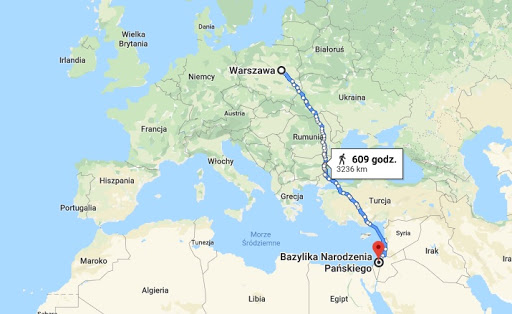 Dania
Wielka
Brytania
Irlandia
Białoruś
Warszawa
Niemcy
Ukraina
Austria
Francja
Rumunia
609 godz.
3236 km
Włochy
Hiszpania
Portugalia
Grecja
Turcja
Morze
Śródziemne
Syria
Tunezja
Bazylika Narodzenia
Pańskiego
Irak
Maroko
Algieria
Libia
Egipt